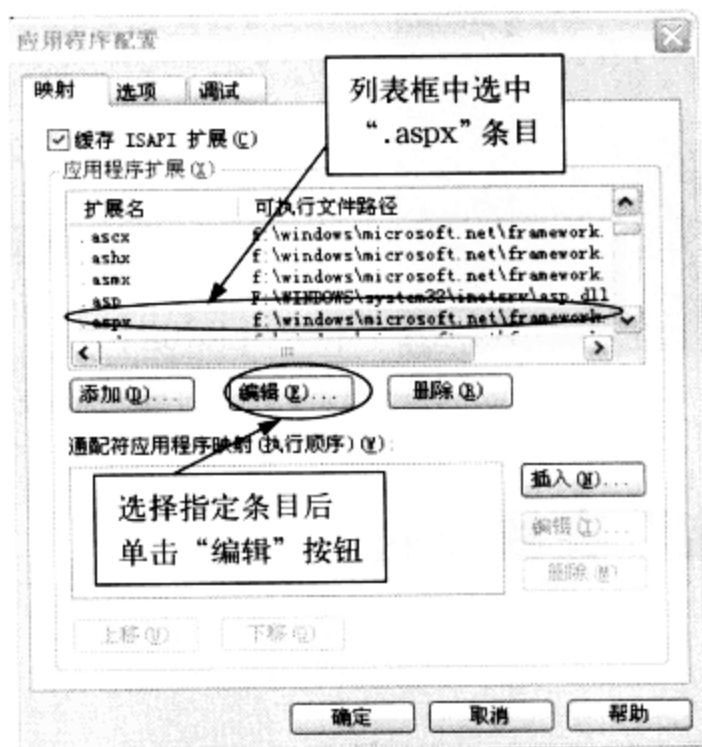 应用程序配置
映射 选项 调试
列表框中选中
“.aspx”条目
缓存 ISAPI 扩展(C)
应用程序扩展(X)
扩展名 可执行文件路径
.ascx f:\windows\microsoft.net\framework.
.ashx f:\windows\microsoft.net\framework.
.asmx f:\windows\microsoft.net\framework.
.asp F:\WINDOWS\system32\inetsrv\asp.dll
.aspx f:\windows\microsoft.net\framework.
添加(D)... 编辑(E)... 删除(R)
通配符应用程序映射(执行顺序)(W):
选择指定条目后
单击“编辑”按钮
插入(N)...
编辑(I)...
删除(M)
上移(U) 下移(O)
确定 取消 帮助